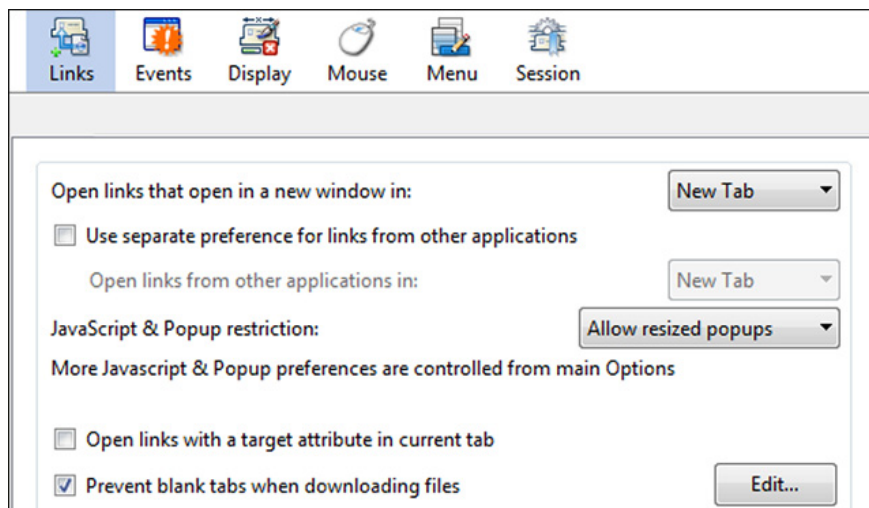 Links Events Display Mouse Menu Session
Open links that open in a new window in: New Tab
Use separate preference for links from other applications
Open links from other applications in: New Tab
JavaScript & Popup restriction: Allow resized popups
More Javascript & Popup preferences are controlled from main Options
Open links with a target attribute in current tab
Prevent blank tabs when downloading files Edit...